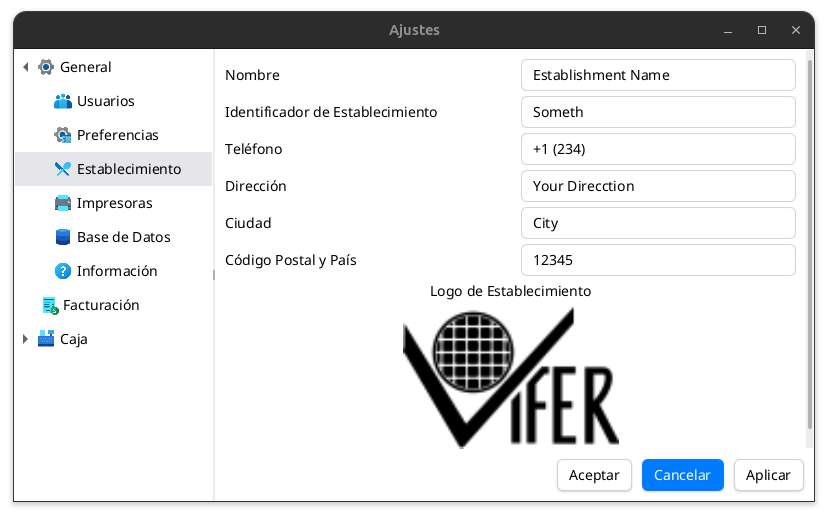 Ajustes
General
Usuarios
Preferencias
Establecimiento
Impresoras
Base de Datos
Información
Facturación
Caja
Nombre Establishment Name
Identificador de Establecimiento Someth
Teléfono +1 (234)
Dirección Your Direcction
Ciudad City
Código Postal y País 12345
Logo de Establecimiento
VIFER
Aceptar Cancelar Aplicar